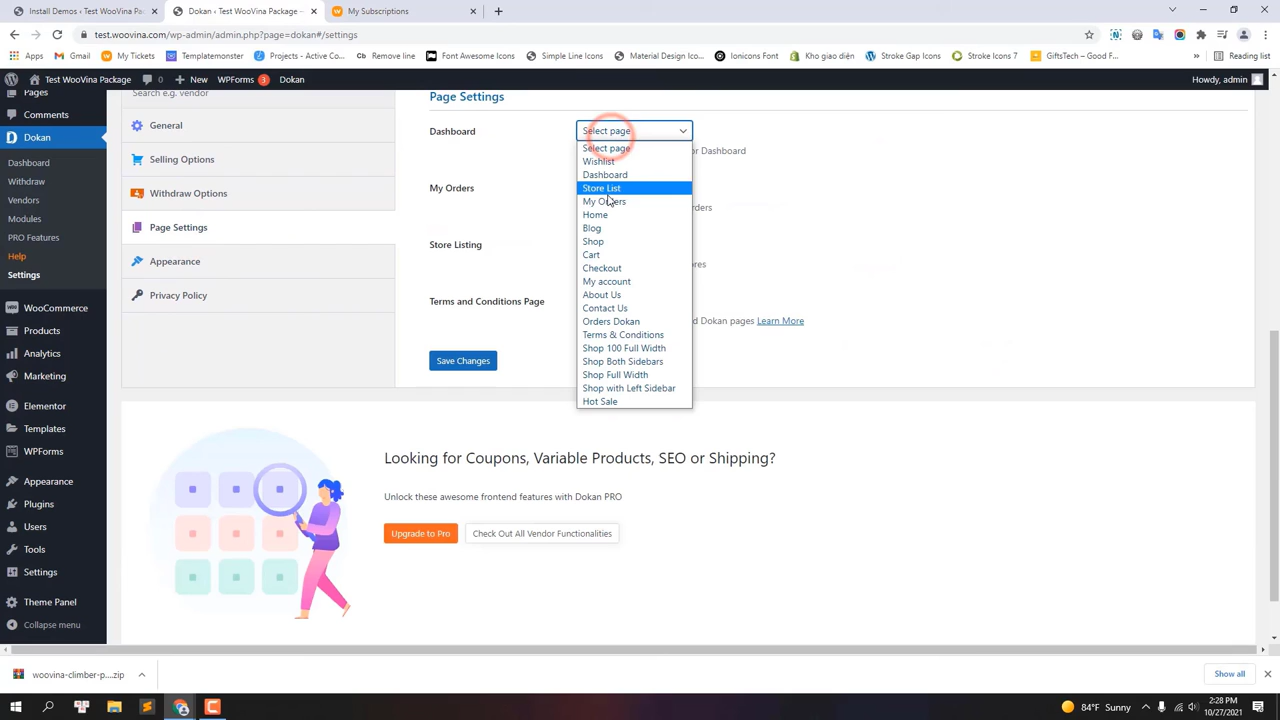 Install Demos ‹ Test WooVina Pa
Dokan ‹ Test WooVina Package –
My Subscriptions
test.woovina.com/wp-admin/admin.php?page=dokan#/settings
Gmail
My Tickets
Templatemonster
Projects - Active Co...
Remove line
Font Awesome Icons
Simple Line Icons
Material Design Ico...
Ionicons Font
Kho giao diện
Stroke Gap Icons
Stroke Icons 7
GiftsTech – Good F...
Reading list
Test WooVina Package
0
New
WPForms 3
Dokan
Howdy, admin
Pages
Comments
Dokan
Dashboard
Withdraw
Vendors
Modules
PRO Features
Help
Settings
WooCommerce
Products
Analytics
Marketing
Elementor
Templates
WPForms
Appearance
Plugins
Users
Tools
Settings
Theme Panel
Collapse menu
Search e.g. vendor
General
Selling Options
Withdraw Options
Page Settings
Appearance
Privacy Policy
Page Settings
Dashboard
Select page
or Dashboard
My Orders
rders
Store Listing
ores
Terms and Conditions Page
d Dokan pages Learn More
Select page
Wishlist
Dashboard
Store List
My Orders
Home
Blog
Shop
Cart
Checkout
My account
About Us
Contact Us
Orders Dokan
Terms & Conditions
Shop 100 Full Width
Shop Both Sidebars
Shop Full Width
Shop with Left Sidebar
Hot Sale
Save Changes
Looking for Coupons, Variable Products, SEO or Shipping?
Unlock these awesome frontend features with Dokan PRO
Upgrade to Pro
Check Out All Vendor Functionalities
woovina-climber-p....zip
Show all
84°F Sunny
2:28 PM
10/27/2021